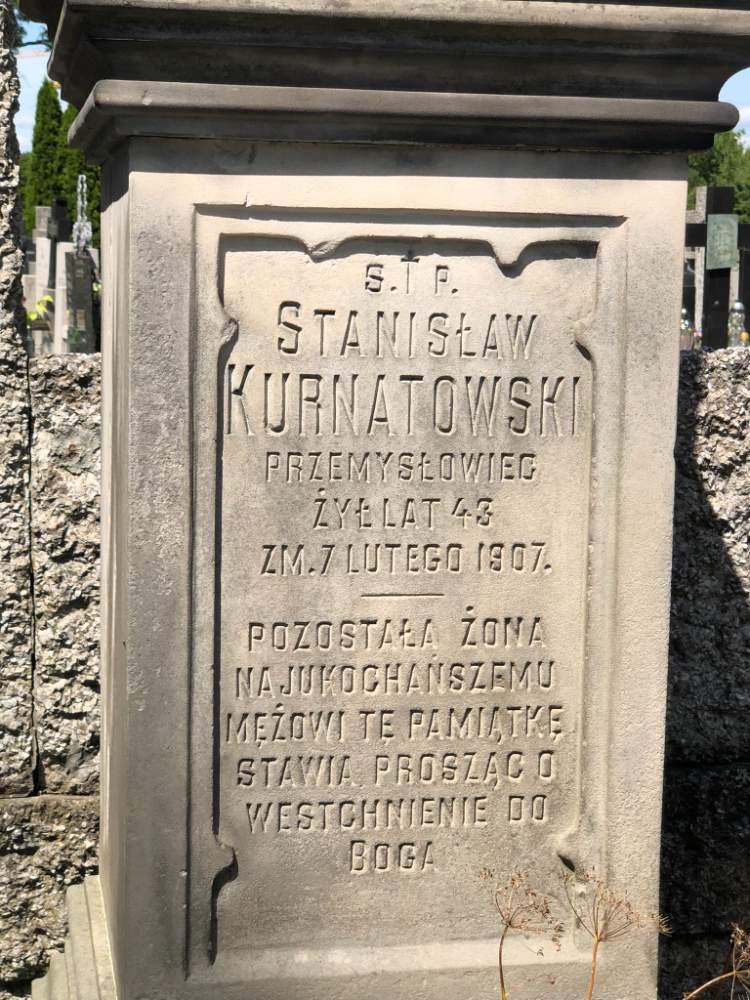 Ś.†P.
STANISŁAW
KURNATOWSKI
PRZEMYSŁOWIEC
ŻYŁ LAT 43
ZM. 7 LUTEGO 1907.
POZOSTAŁA ŻONA
NAJUKOCHAŃSZEMU
MĘŻOWI TĘ PAMIĄTKĘ
STAWIA PROSZĄC O
WESTCHNIENIE DO
BOGA